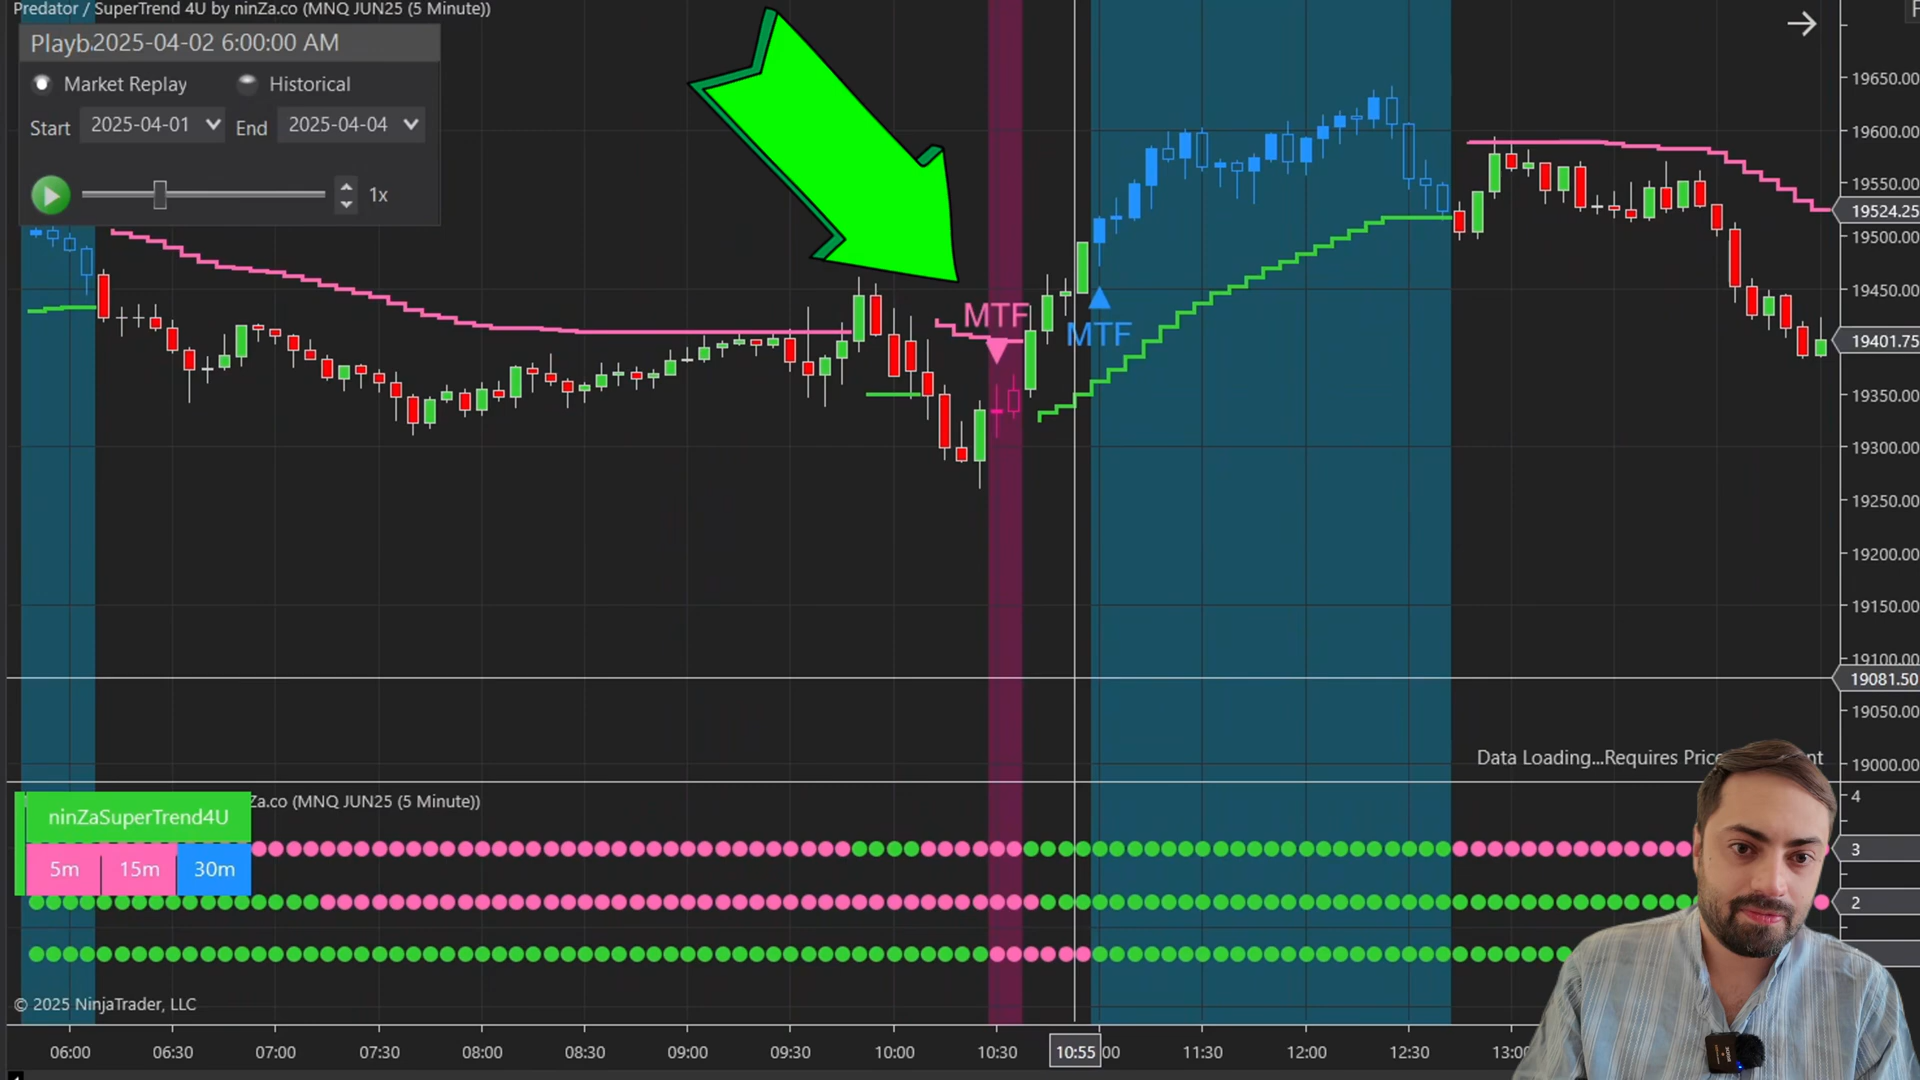 Predator / SuperTrend 4U by ninZa.co (MNQ JUN25 (5 Minute))
2025-04-02 6:00:00 AM
Market Replay
Historical
Start 2025-04-01 End 2025-04-04
1x
19650.00
19600.00
19550.00
19524.25
19500.00
19450.00
19401.75
19350.00
19300.00
19250.00
19200.00
19150.00
19100.00
19081.50
19050.00
19000.00
MTF
MTF
Data Loading...Requires
Za.co (MNQ JUN25 (5 Minute))
ninZaSuperTrend4U
5m 15m 30m
4
3
2
© 2025 NinjaTrader, LLC
06:00 06:30 07:00 07:30 08:00 08:30 09:00 09:30 10:00 10:30 10:55 00 11:30 12:00 12:30